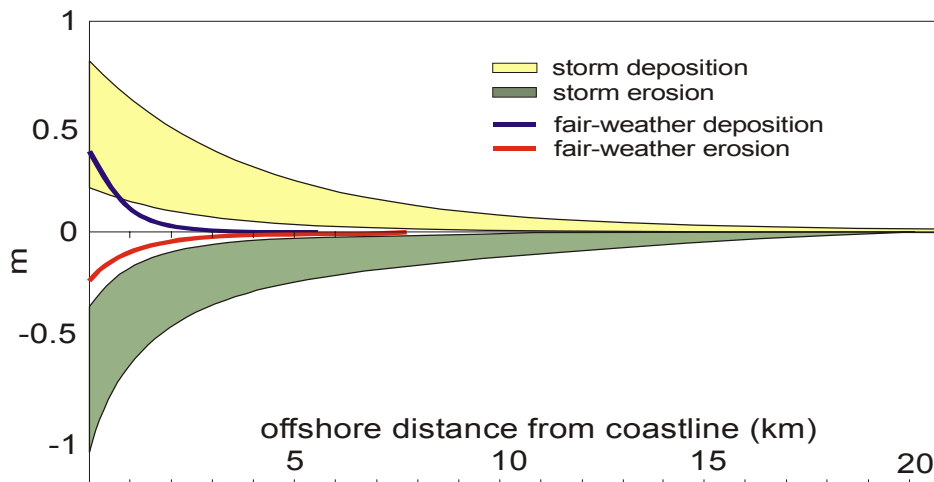 1
storm deposition
storm erosion
0.5
fair-weather deposition
fair-weather erosion
0
m
-0.5
offshore distance from coastline (km)
-1
5 10 15 20